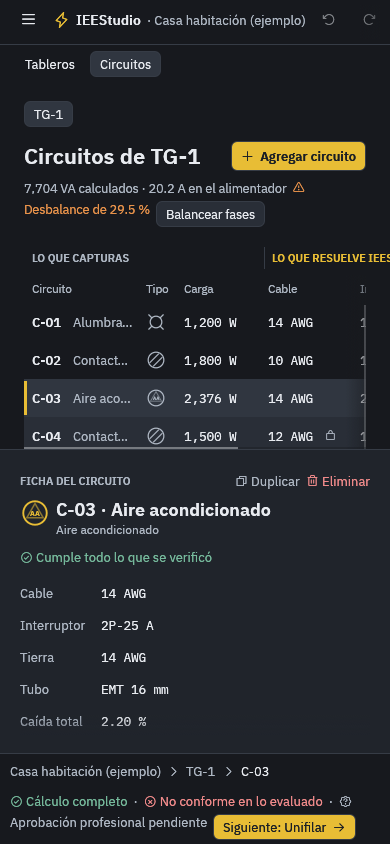 IEEStudio · Casa habitación (ejemplo)
Tableros Circuitos
TG-1
Circuitos de TG-1
+ Agregar circuito
7,704 VA calculados · 20.2 A en el alimentador
Desbalance de 29.5 % Balancear fases
LO QUE CAPTURAS LO QUE RESUELVE IEES
Circuito Tipo Carga Cable
C-01 Alumbra... 1,200 W 14 AWG 1
C-02 Contact... 1,800 W 10 AWG 1
C-03 Aire aco... AA 2,376 W 14 AWG 2
C-04 Contact... 1,500 W 12 AWG 1
FICHA DEL CIRCUITO Duplicar Eliminar
AA C-03 · Aire acondicionado
Aire acondicionado
Cumple todo lo que se verificó
Cable 14 AWG
Interruptor 2P-25 A
Tierra 14 AWG
Tubo EMT 16 mm
Caída total 2.20 %
Casa habitación (ejemplo) > TG-1 > C-03
Cálculo completo · No conforme en lo evaluado ·
Aprobación profesional pendiente Siguiente: Unifilar →